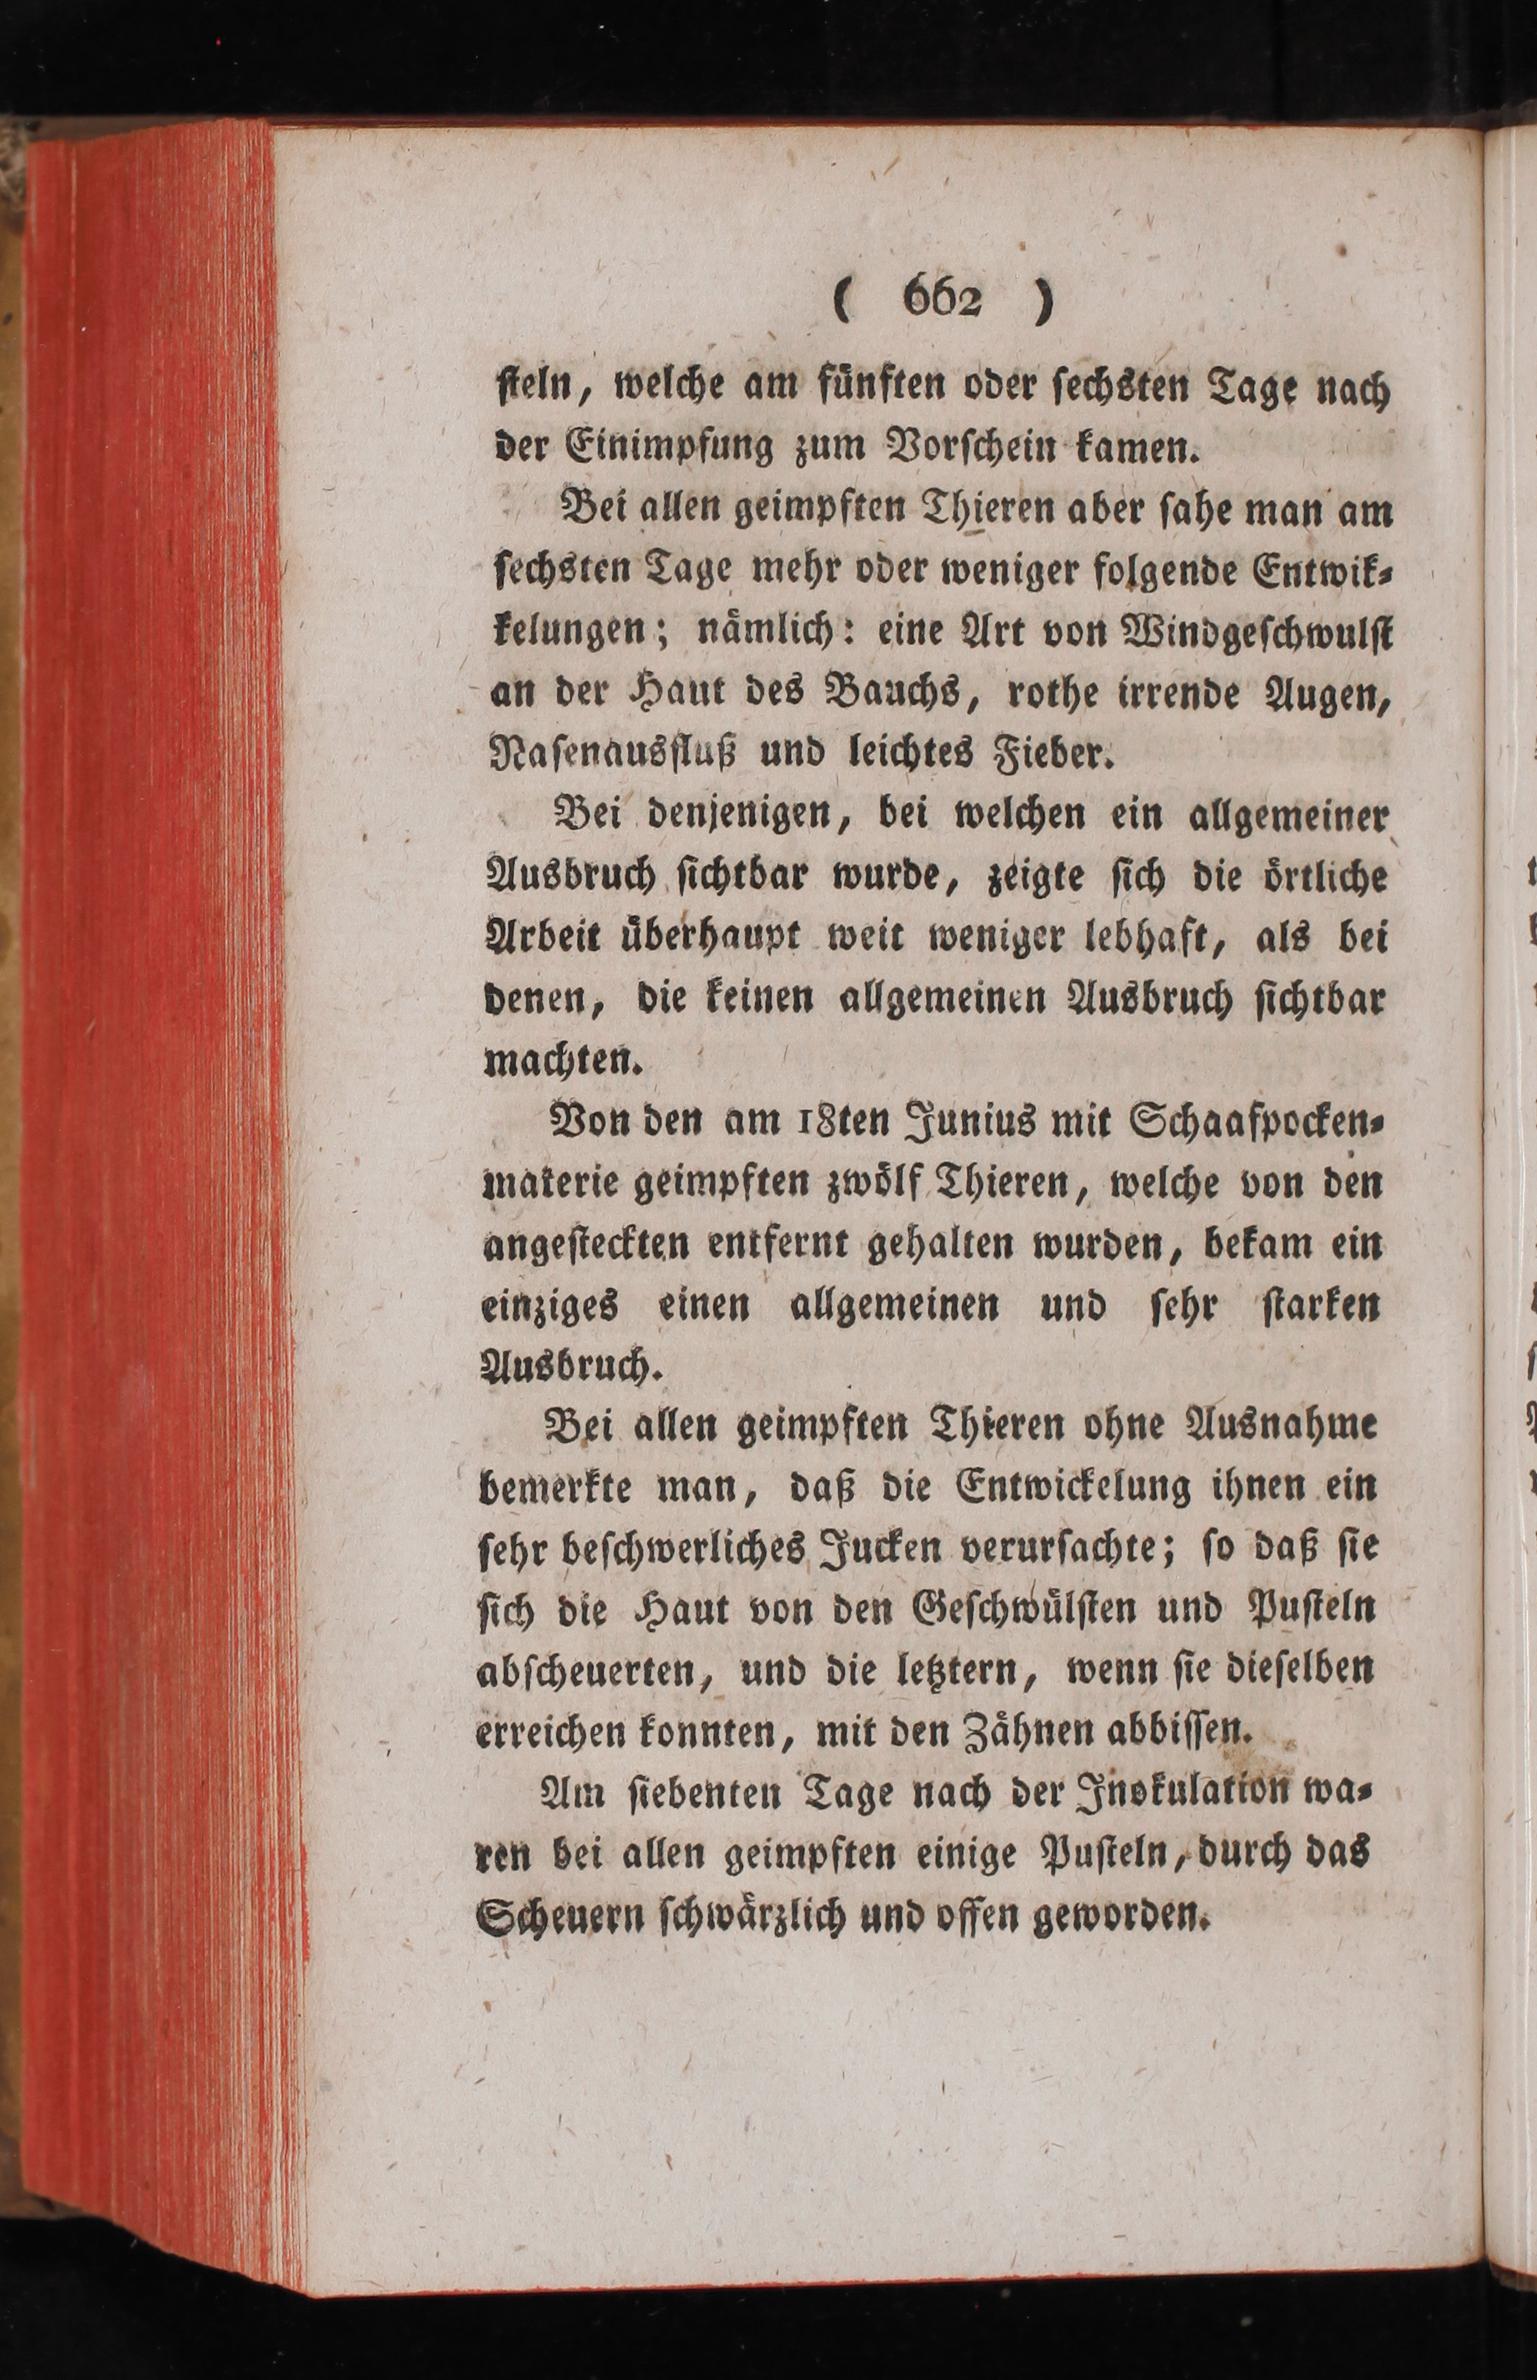 ( 662 )
ſteln, welche am fünften oder ſechsten Tage nach
der Einimpfung zum Vorſchein kamen.
Bei allen geimpften Thieren aber ſahe man am
ſechsten Tage mehr oder weniger folgende Entwik⸗
kelungen; nämlich: eine Art von Windgeſchwulſt
an der Haut des Bauchs, rothe irrende Augen,
Naſenausfluß und leichtes Fieber.
Bei denjenigen, bei welchen ein allgemeiner
Ausbruch ſichtbar wurde, zeigte ſich die örtliche
Arbeit überhaupt weit weniger lebhaft, als bei
denen, die keinen allgemeinen Ausbruch ſichtbar
machten.
Von den am 18ten Junius mit Schaafpocken⸗
materie geimpften zwölf Thieren, welche von den
angeſteckten entfernt gehalten wurden, bekam ein
einziges einen allgemeinen und ſehr ſtarken
Ausbruch.
Bei allen geimpften Thieren ohne Ausnahme
bemerkte man, daß die Entwickelung ihnen ein
ſehr beſchwerliches Jucken verurſachte; ſo daß ſie
ſich die Haut von den Geſchwülſten und Puſteln
abſcheuerten, und die letztern, wenn ſie dieſelben
erreichen konnten, mit den Zähnen abbiſſen.
Am ſiebenten Tage nach der Inokulation wa⸗
ren bei allen geimpften einige Puſteln, durch das
Scheuern ſchwärzlich und offen geworden.